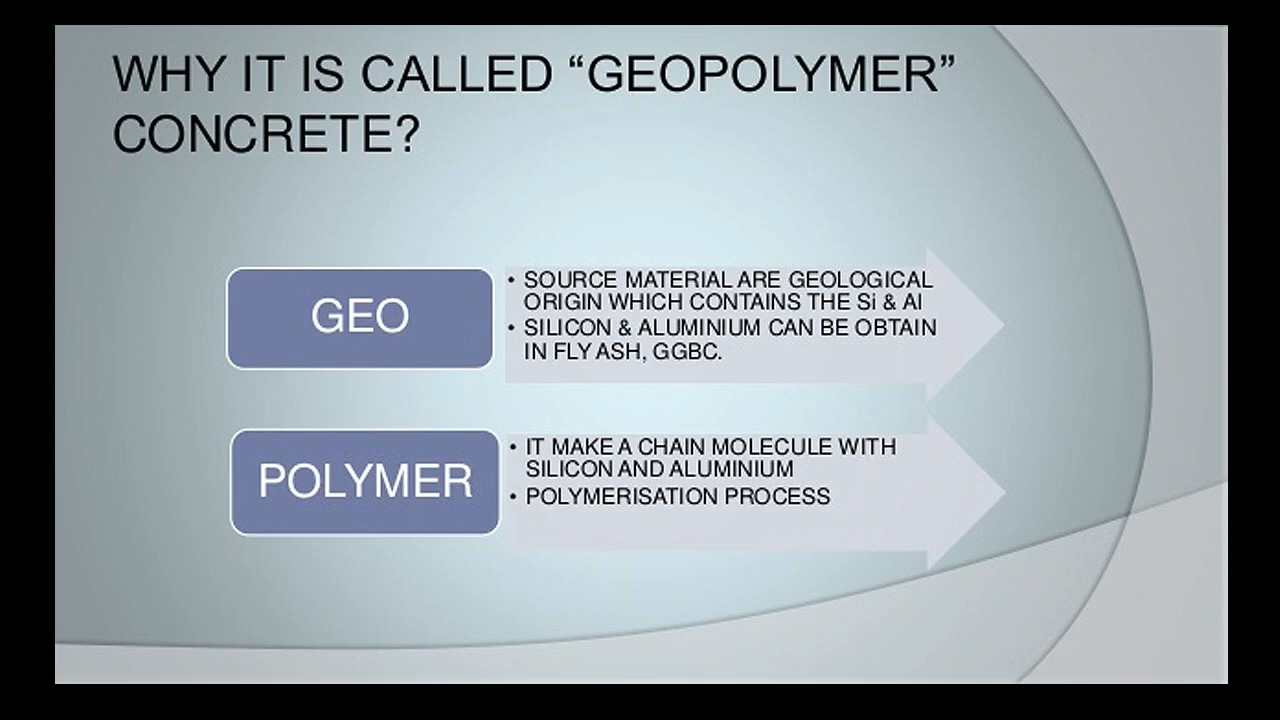 WHY IT IS CALLED “GEOPOLYMER”
CONCRETE?
GEO
• SOURCE MATERIAL ARE GEOLOGICAL
ORIGIN WHICH CONTAINS THE Si & Al
• SILICON & ALUMINIUM CAN BE OBTAIN
IN FLY ASH, GGBC.
POLYMER
• IT MAKE A CHAIN MOLECULE WITH
SILICON AND ALUMINIUM
• POLYMERISATION PROCESS